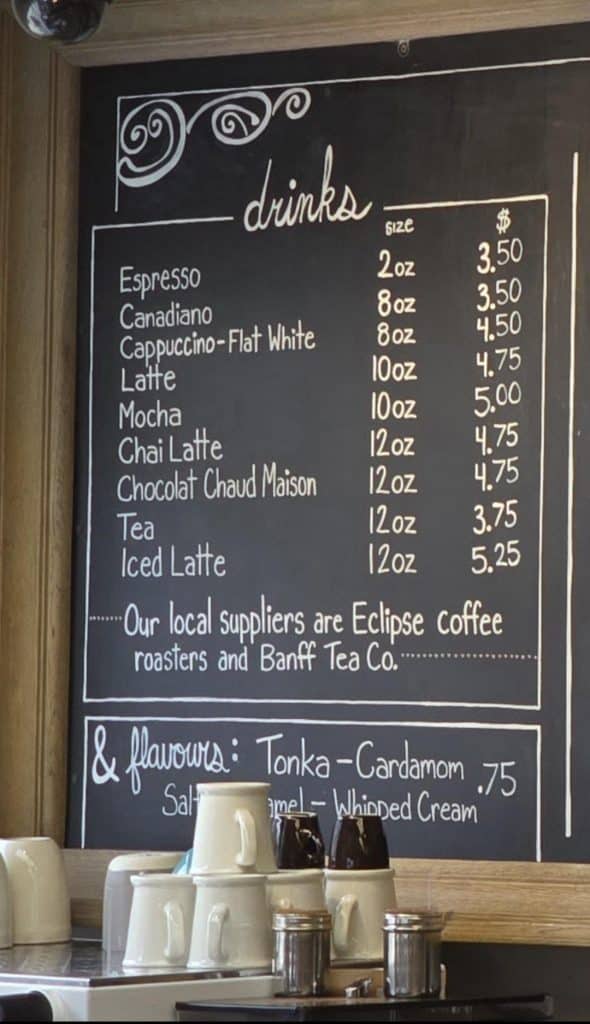 drinks
size $
Espresso 2oz 3.50
Canadiano 8oz 3.50
Cappuccino-Flat White 8oz 4.50
Latte 10oz 4.75
Mocha 10oz 5.00
Chai Latte 12oz 4.75
Chocolat Chaud Maison 12oz 4.75
Tea 12oz 3.75
Iced Latte 12oz 5.25
Our local suppliers are Eclipse coffee
roasters and Banff Tea Co.
& flavours: Tonka-Cardamom .75
- Whipped Cream